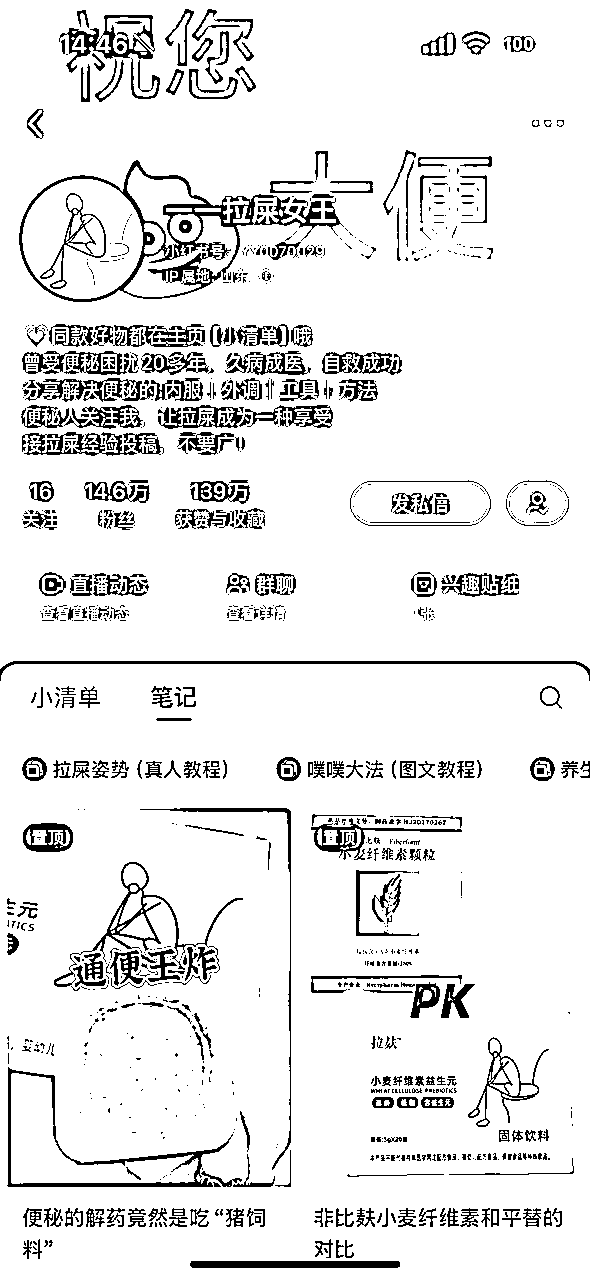 祝您
14:46
100
大便
一拉屎女王
小红书号：YY0070029
IP属地：山东
同款好物都在主页【小清单】哦
曾受便秘困扰20多年，久病成医，自救成功
分享解决便秘的:内服+外调+工具+方法
便秘人关注我，让拉屎成为一种享受
接拉屎经验投稿，不要广!
16 14.6万 139万
关注 粉丝 获赞与收藏
发私信
直播动态 群聊 兴趣贴纸
查看直播动态 查看详情 1张
小清单 笔记
拉屎姿势（真人教程） 噗噗大法（图文教程） 养生
置顶
生元
TICS
婴幼儿
通便王炸
置顶
Fiberform
小麦纤维素颗粒
PK
拉麸
小麦纤维素益生元
WHEAT CELLULOSE PREBIOTICS
固体饮料
便秘的解药竟然是吃“猪饲料”
非比麸小麦纤维素和平替的对比